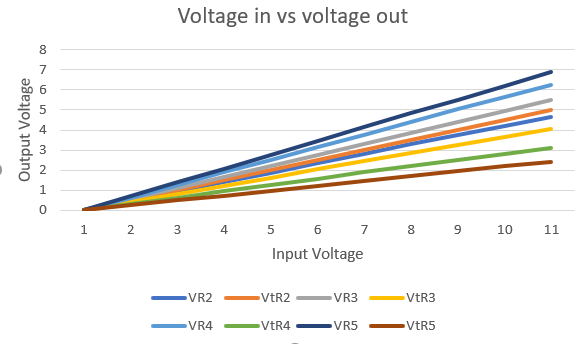 Voltage in vs voltage out
8
7
6
5
4
3
2
1
0
Output Voltage
1 2 3 4 5 6 7 8 9 10 11
Input Voltage
VR2 VtR2 VR3 VtR3
VR4 VtR4 VR5 VtR5